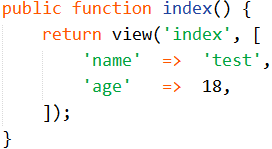 public function index() {
    return view('index', [
        'name'  =>  'test',
        'age'   =>  18,
    ]);
}